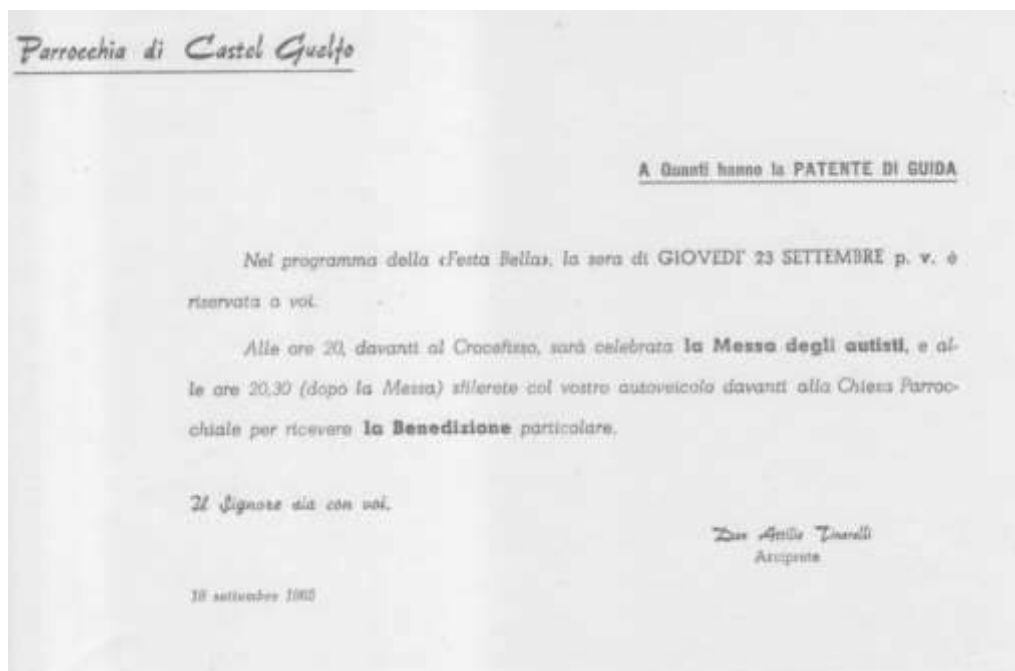 Parrocchia di Castel Guelfo
A Quanti hanno la PATENTE DI GUIDA
Nel programma della «Festa Bella», la sera di GIOVEDI' 23 SETTEMBRE p. v. è
riservata a voi.
Alle ore 20, davanti al Crocefisso, sarà celebrata la Messa degli autisti, e al-
le ore 20,30 (dopo la Messa) sfilerete col vostro autoveicolo davanti alla Chiesa Parroc-
chiale per ricevere la Benedizione particolare.
Il Signore sia con voi.
Don Attilio Tinarelli
Arciprete
settembre